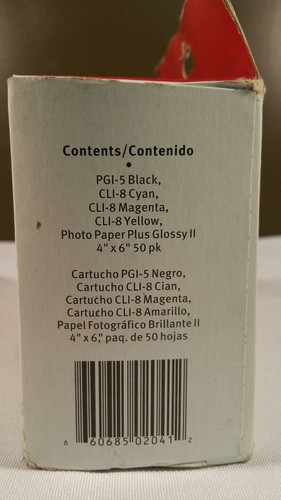 Contents/Contenido
•
PGI-5 Black,
CLI-8 Cyan,
CLI-8 Magenta,
CLI-8 Yellow,
Photo Paper Plus Glossy II
4" x 6" 50 pk
Cartucho PGI-5 Negro,
Cartucho CLI-8 Cian,
Cartucho CLI-8 Magenta,
Cartucho CLI-8 Amarillo,
Papel Fotográfico Brillante II
4" x 6," paq. de 50 hojas
6 60685 02041 2